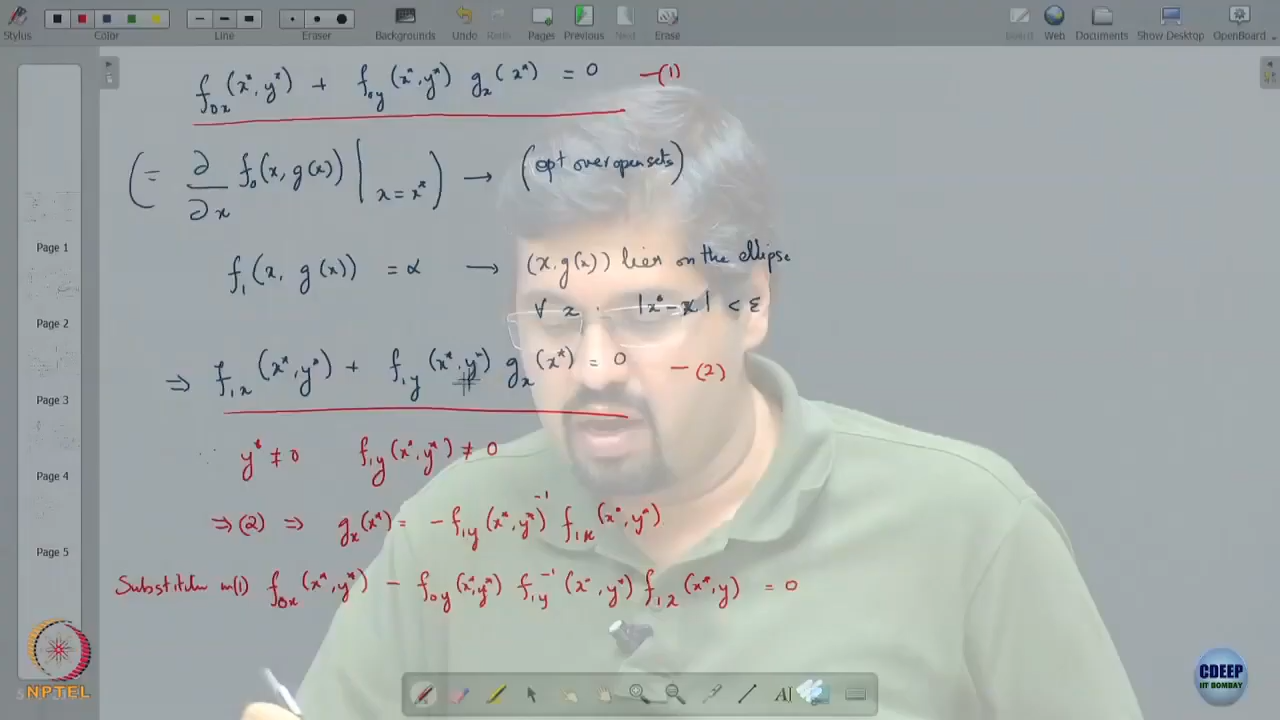 Stylus Color Line Eraser Backgrounds Undo Redo Pages Previous Next Erase Board Web Documents Show Desktop OpenBoard
f₀ₓ(x*,y*) + f₀y(x*,y*) gₓ(x*) = 0 —(1)
(= ∂/∂x f₀(x, g(x)) | x=x*) → (opt over open sets)
f₁(x, g(x)) = α → (x, g(x)) lies on the ellipse
∀ x : |x*-x| < ε
⇒ f₁ₓ(x*,y*) + f₁y(x*,y*) gₓ(x*) = 0 —(2)
y* ≠ 0 f₁y(x*,y*) ≠ 0
⇒(2) ⇒ gₓ(x*) = -f₁y(x*,y*)⁻¹ f₁ₓ(x*,y*)
Substitute in (1) f₀ₓ(x*,y*) - f₀y(x*,y*) f₁y⁻¹(x*,y*) f₁ₓ(x*,y) = 0
Page 1
Page 2
Page 3
Page 4
Page 5
NPTEL
CDEEP
IIT BOMBAY